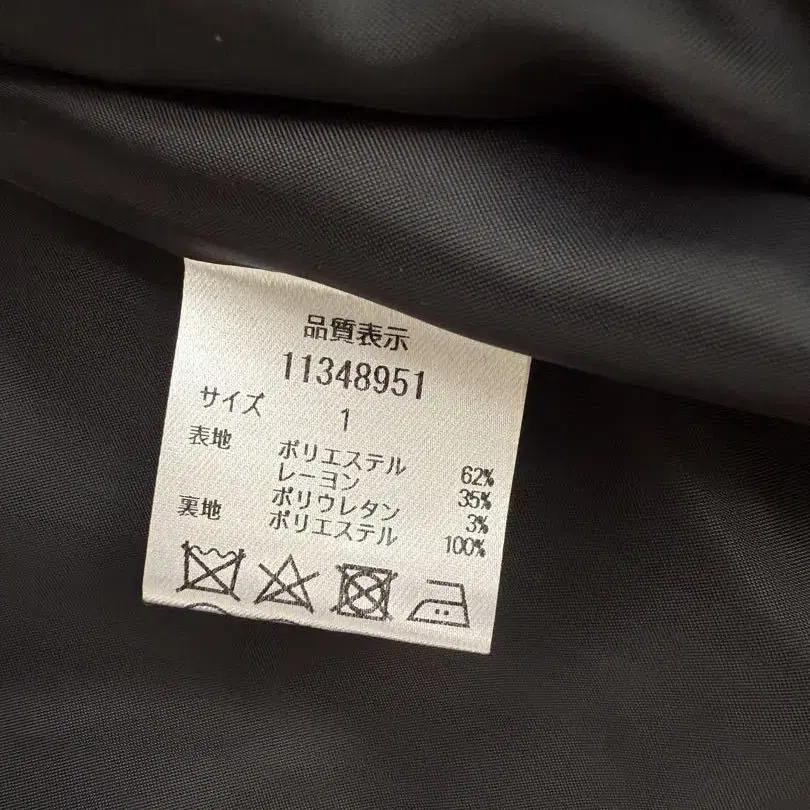 品質表示
11348951
サイズ 1
表地 ポリエステル 62%
レーヨン 35%
ポリウレタン 3%
裏地 ポリエステル 100%